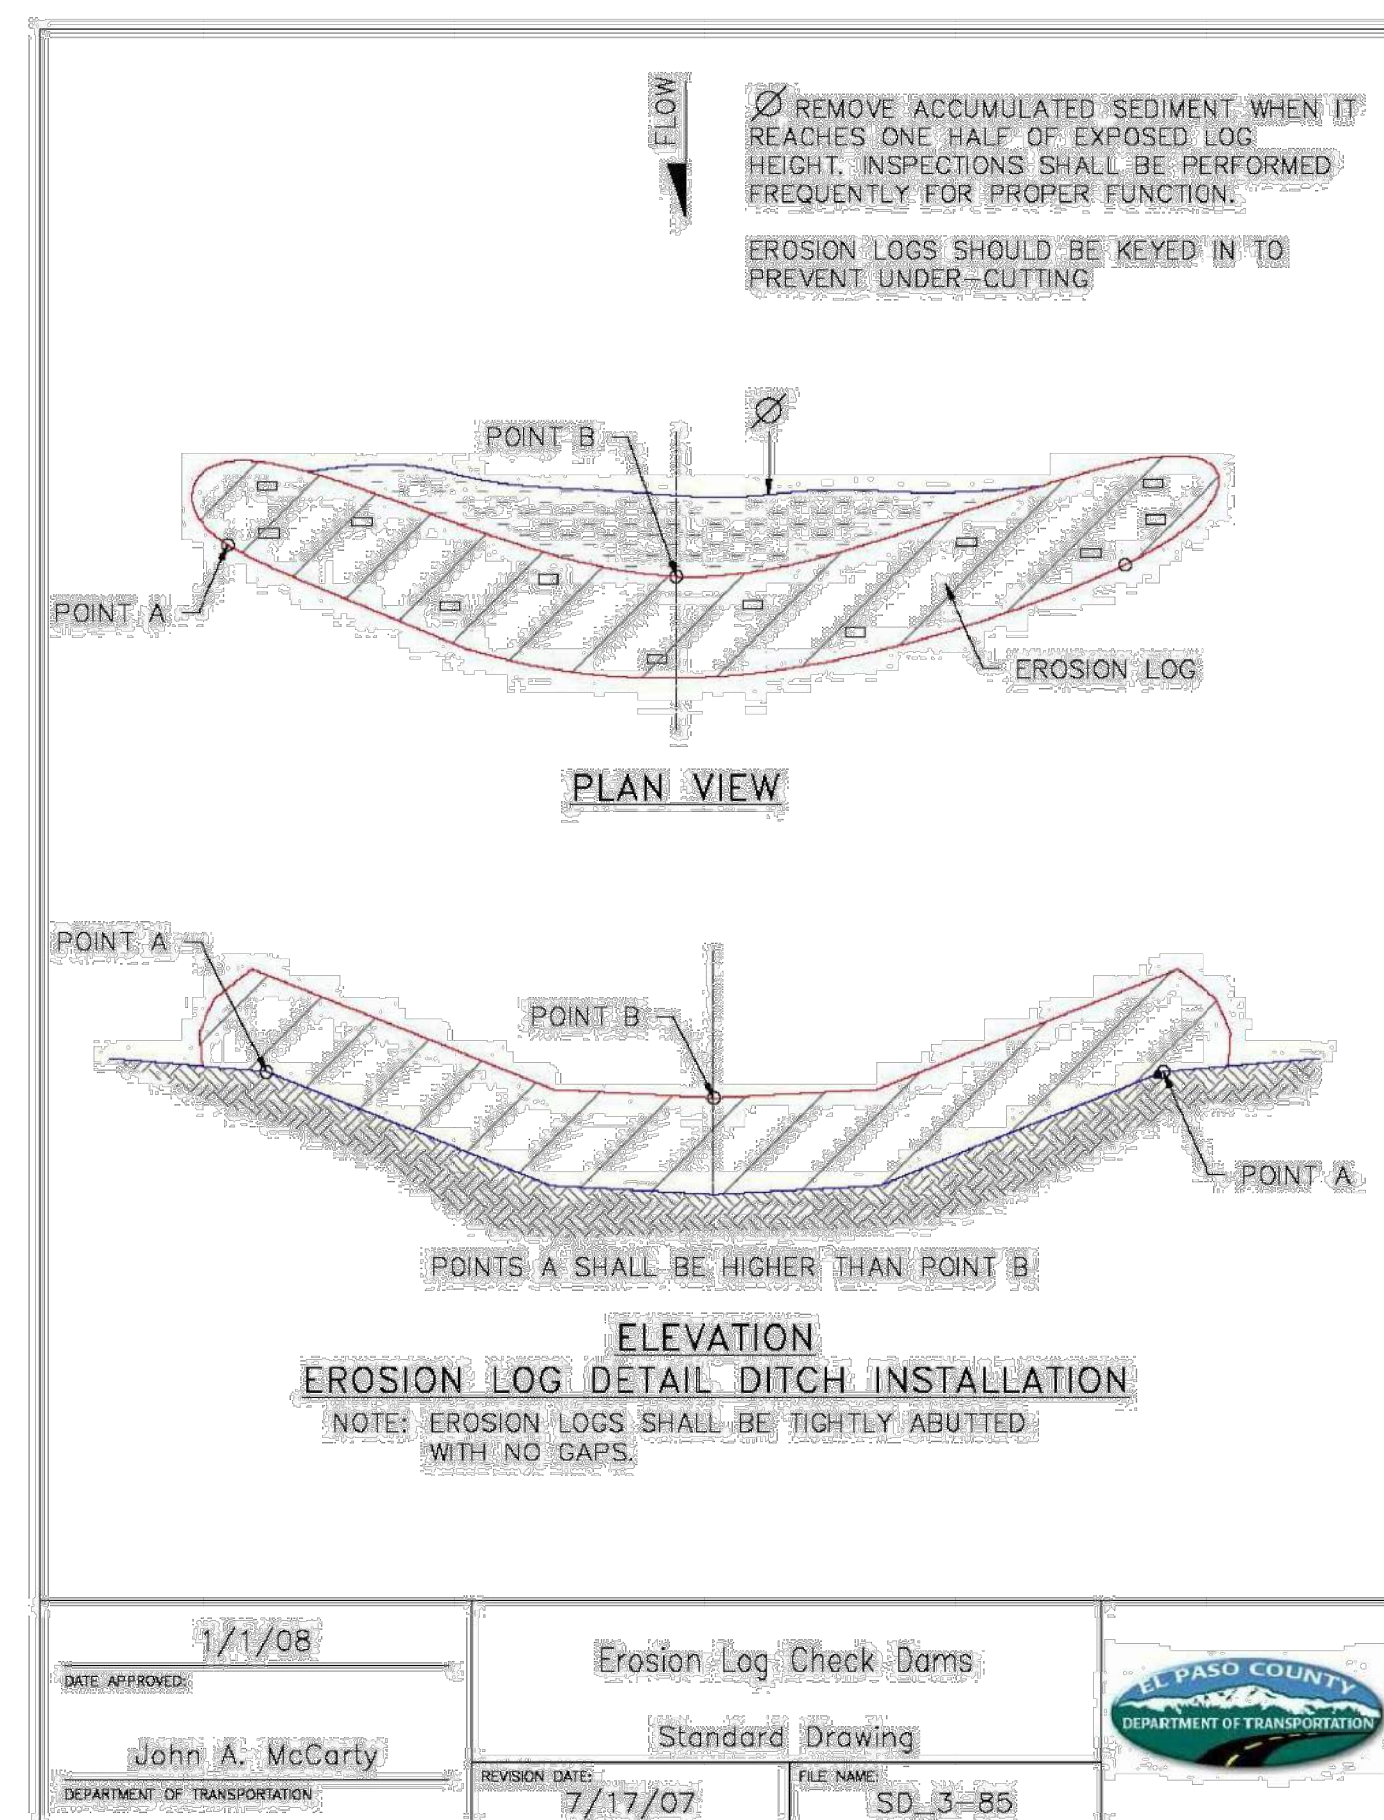 FLOW
Ø REMOVE ACCUMULATED SEDIMENT WHEN IT
REACHES ONE HALF OF EXPOSED LOG
HEIGHT. INSPECTIONS SHALL BE PERFORMED
FREQUENTLY FOR PROPER FUNCTION.
EROSION LOGS SHOULD BE KEYED IN TO
PREVENT UNDER-CUTTING
Ø
POINT B
POINT A
EROSION LOG
PLAN VIEW
POINT A
POINT B
POINT A
POINTS A SHALL BE HIGHER THAN POINT B
ELEVATION
EROSION LOG DETAIL DITCH INSTALLATION
NOTE: EROSION LOGS SHALL BE TIGHTLY ABUTTED
WITH NO GAPS.
1/1/08
DATE APPROVED:
John A. McCarty
DEPARTMENT OF TRANSPORTATION
Erosion Log Check Dams
Standard Drawing
REVISION DATE:
7/17/07
FILE NAME:
SD_3-85
EL PASO COUNTY
DEPARTMENT OF TRANSPORTATION